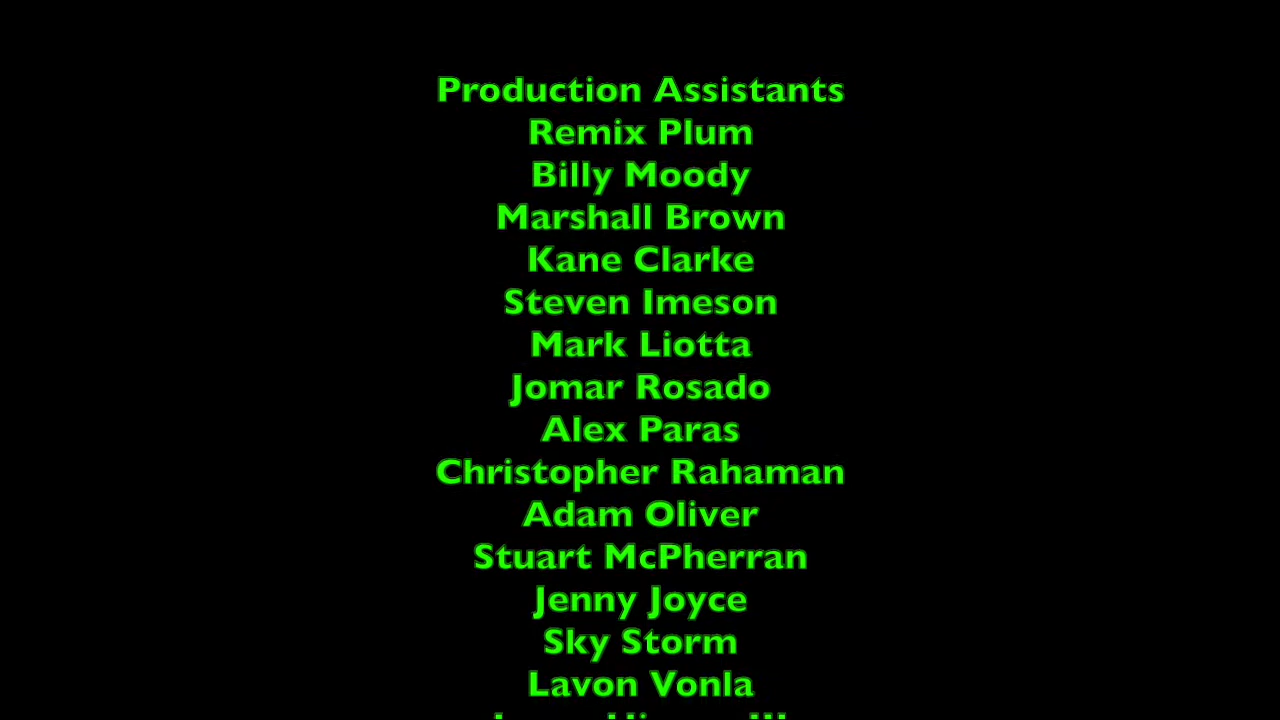 Production Assistants
Remix Plum
Billy Moody
Marshall Brown
Kane Clarke
Steven Imeson
Mark Liotta
Jomar Rosado
Alex Paras
Christopher Rahaman
Adam Oliver
Stuart McPherran
Jenny Joyce
Sky Storm
Lavon Vonla